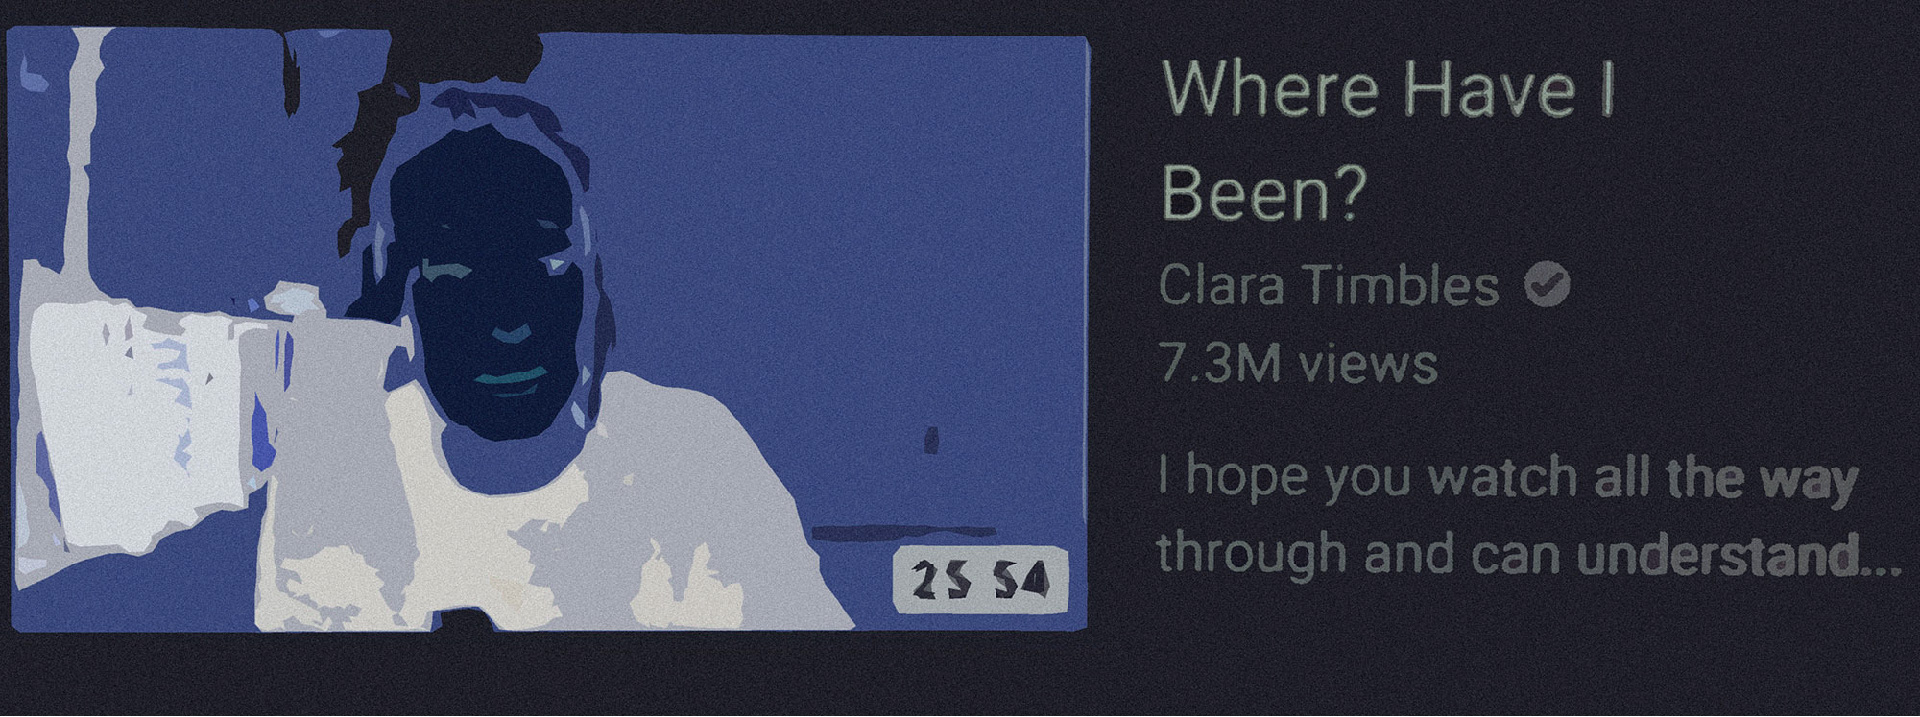 Where Have I
Been?
Clara Timbles
7.3M views
I hope you watch all the way
through and can understand...
25 54